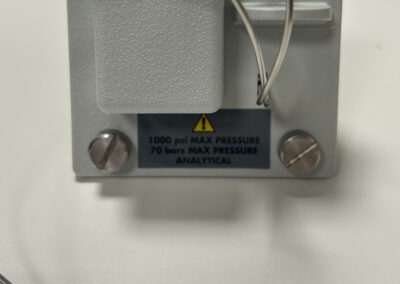 1000 psi MAX PRESSURE
70 bars MAX PRESSURE
ANALYTICAL